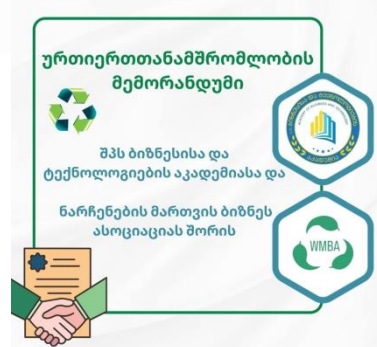 ურთიერთთანამშრომლობის
მემორანდუმი
შპს ბიზნესისა და
ტექნოლოგიების აკადემიასა და
ნარჩენების მართვის ბიზნეს
ასოციაციას შორის
WMBA